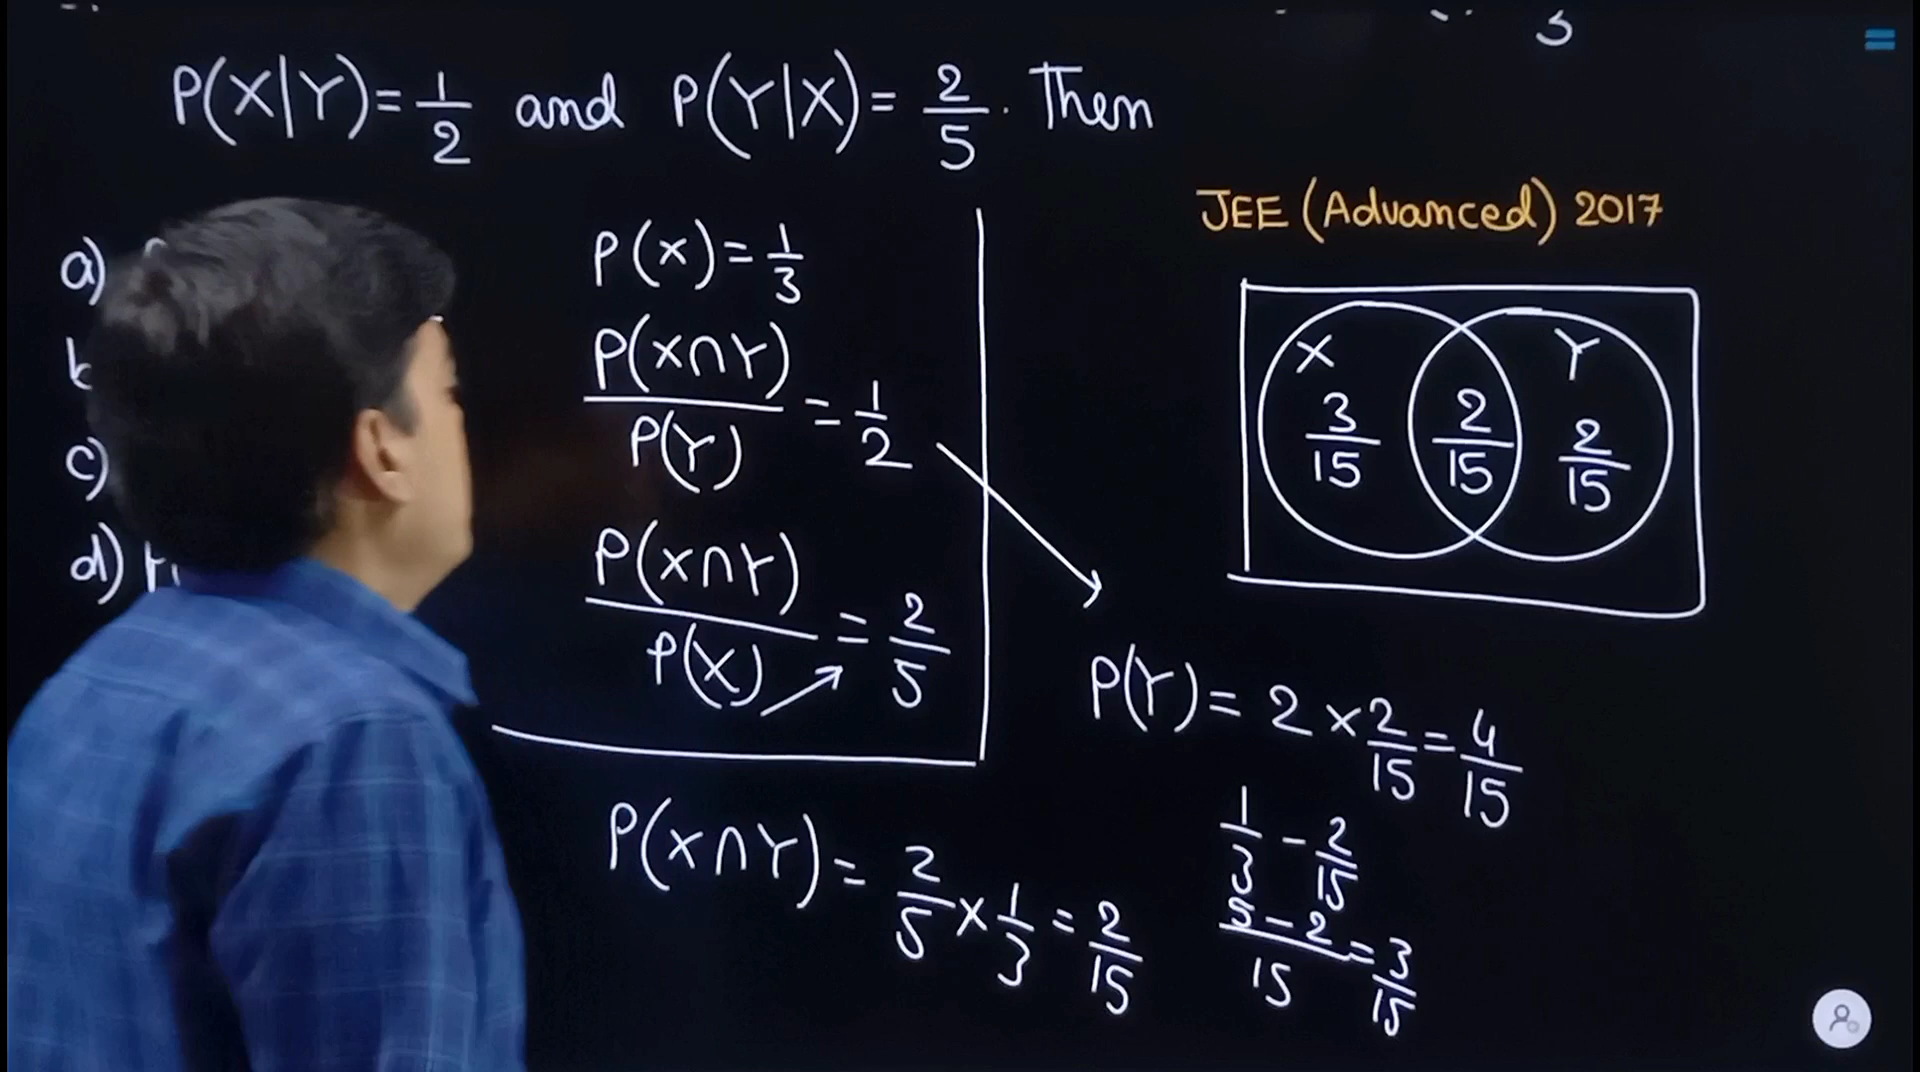 3
P(X|Y)=1/2 and P(Y|X)=2/5. Then
JEE (Advanced) 2017
a)
P(X)=1/3
P(X∩Y)/P(Y) = 1/2
c)
d)
P(X∩Y)/P(X) = 2/5
X
Y
3/15
2/15
2/15
P(Y) = 2 × 2/15 = 4/15
P(X∩Y) = 2/5 × 1/3 = 2/15
1/3 - 2/15
5-2/15 = 3/15